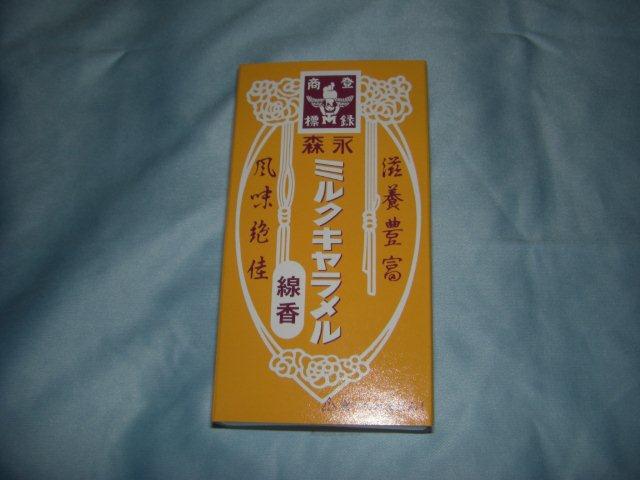 登録
商標
永森
滋養豊富
ミルクキャラメル
風味絶佳
線香